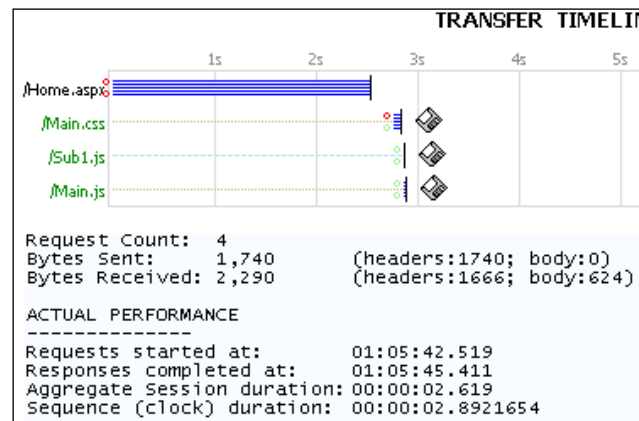 TRANSFER TIMELIN
1s 2s 3s 4s 5s
/Home.aspx
/Main.css
/Sub1.js
/Main.js
Request Count: 4
Bytes Sent: 1,740 (headers:1740; body:0)
Bytes Received: 2,290 (headers:1666; body:624)
ACTUAL PERFORMANCE
--------------
Requests started at: 01:05:42.519
Responses completed at: 01:05:45.411
Aggregate Session duration: 00:00:02.619
Sequence (clock) duration: 00:00:02.8921654